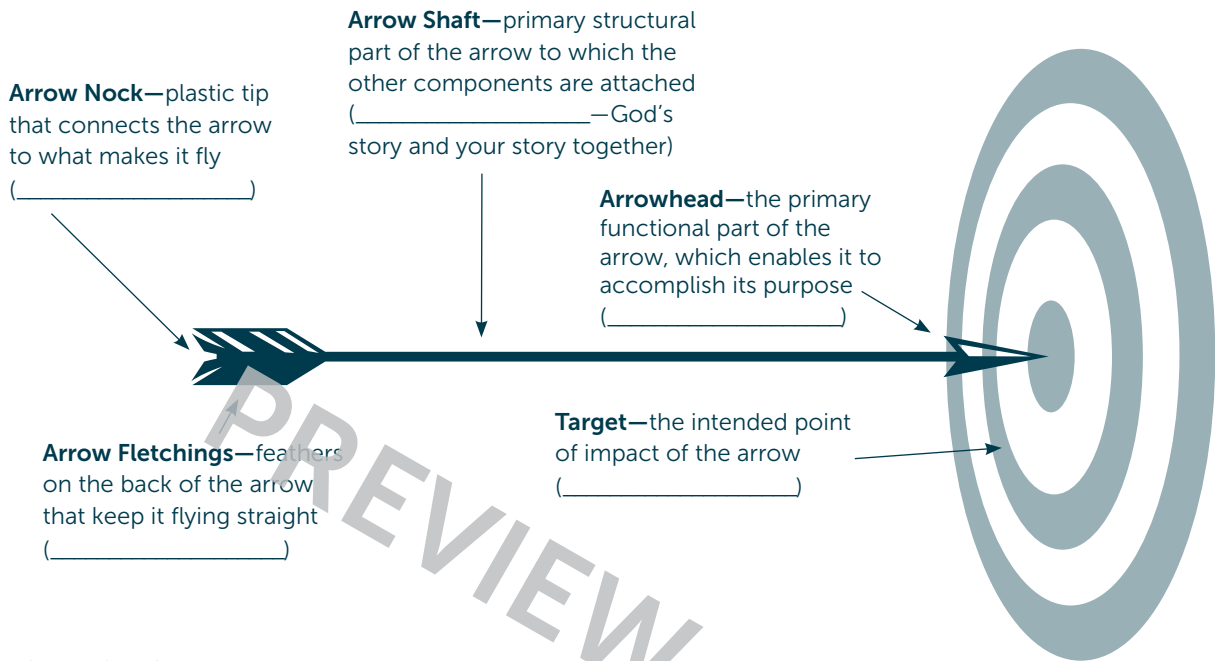 Arrow Shaft—primary structural
part of the arrow to which the
other components are attached
(____________________—God's
story and your story together)
Arrow Nock—plastic tip
that connects the arrow
to what makes it fly
(____________________)
Arrowhead—the primary
functional part of the
arrow, which enables it to
accomplish its purpose
(____________________)
Target—the intended point
of impact of the arrow
(____________________)
Arrow Fletchings—feathers
on the back of the arrow
that keep it flying straight
(____________________)
PREVIEW